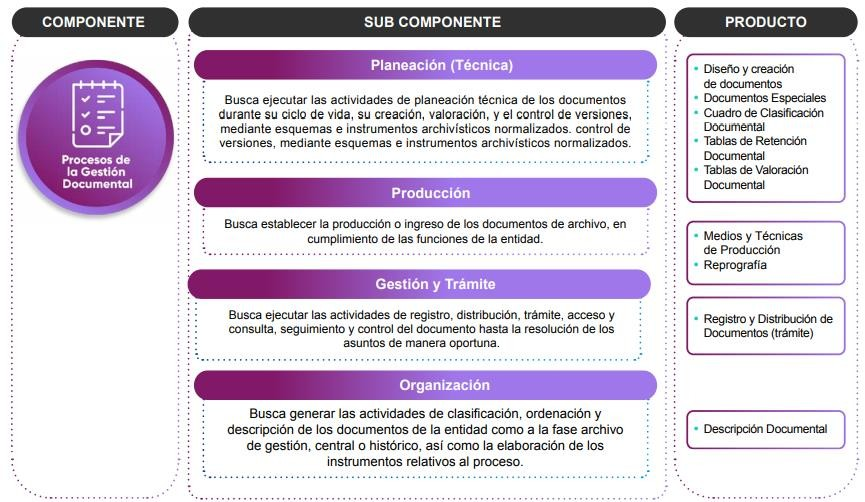 COMPONENTE
SUB COMPONENTE
PRODUCTO
Procesos de
la Gestión
Documental
Planeación (Técnica)
Busca ejecutar las actividades de planeación técnica de los documentos
durante su ciclo de vida, su creación, valoración, y el control de versiones,
mediante esquemas e instrumentos archivísticos normalizados. control de
versiones, mediante esquemas e instrumentos archivísticos normalizados.
• Diseño y creación
de documentos
• Documentos Especiales
• Cuadro de Clasificación
Documental
• Tablas de Retención
Documental
• Tablas de Valoración
Documental
Producción
Busca establecer la producción o ingreso de los documentos de archivo, en
cumplimiento de las funciones de la entidad.
• Medios y Técnicas
de Producción
• Reprografía
Gestión y Trámite
Busca ejecutar las actividades de registro, distribución, trámite, acceso y
consulta, seguimiento y control del documento hasta la resolución de los
asuntos de manera oportuna.
• Registro y Distribución de
Documentos (trámite)
Organización
Busca generar las actividades de clasificación, ordenación y
descripción de los documentos de la entidad como a la fase archivo
de gestión, central o histórico, así como la elaboración de los
instrumentos relativos al proceso.
• Descripción Documental